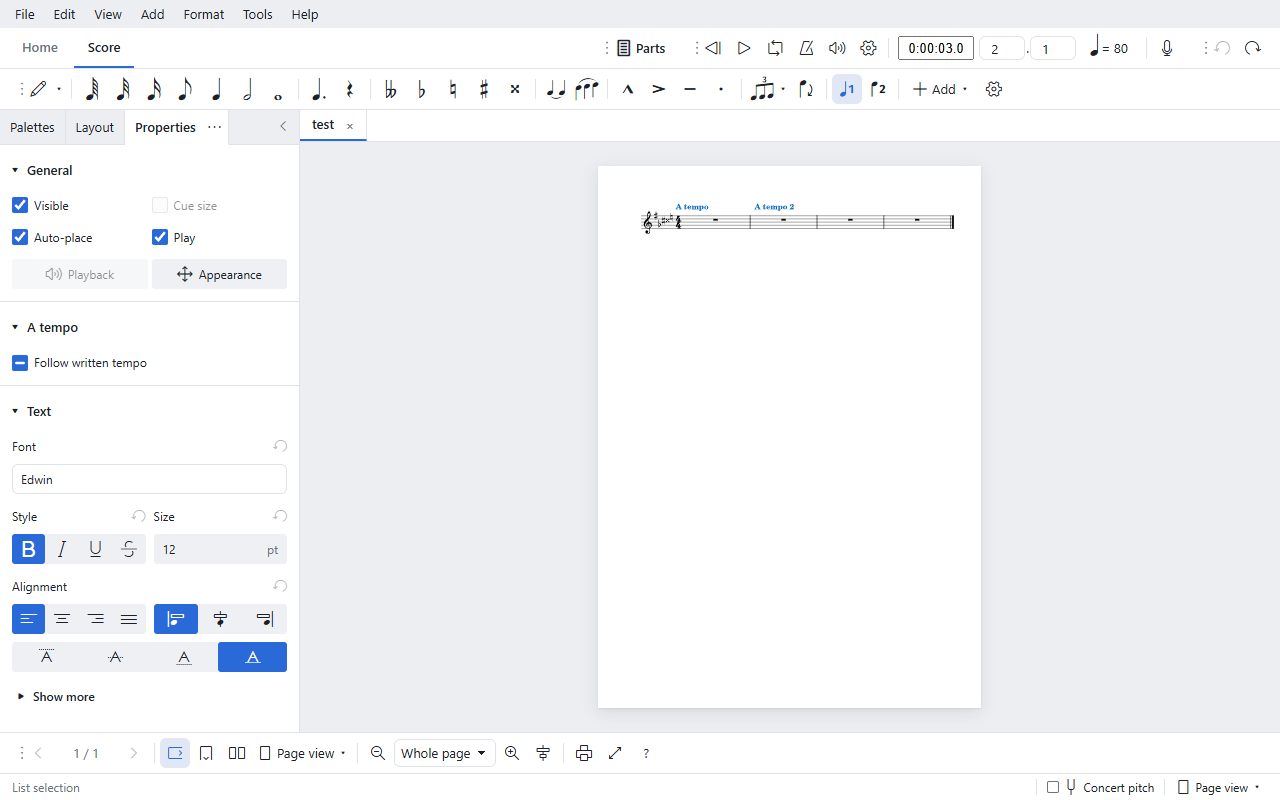 File Edit View Add Format Tools Help
Home Score Parts 0:00:03.0 2 . 1 = 80
3 1 2 Add
Palettes Layout Properties ··· test ×
General
Visible Cue size
Auto-place Play
Playback Appearance
A tempo
Follow written tempo
Text
Font
Edwin
Style Size
B I U S 12 pt
Alignment
A A A A
Show more
A tempo A tempo 2
1 / 1 Page view Whole page ?
List selection Concert pitch Page view